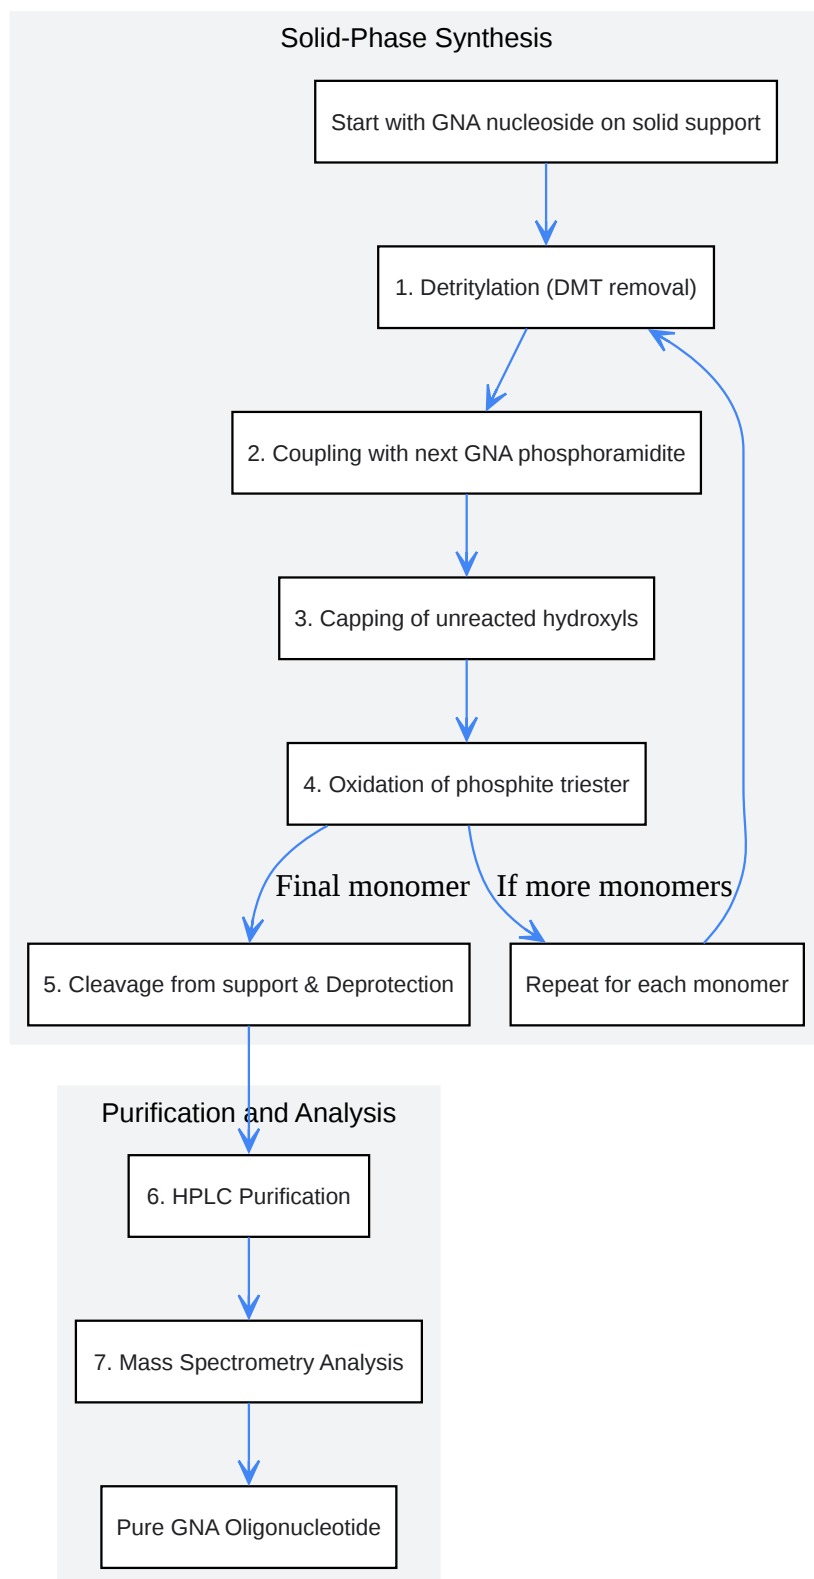 Solid-Phase Synthesis
Start with GNA nucleoside on solid support
1. Detritylation (DMT removal)
2. Coupling with next GNA phosphoramidite
3. Capping of unreacted hydroxyls
4. Oxidation of phosphite triester
Final monomer
If more monomers
5. Cleavage from support & Deprotection
Repeat for each monomer
Purification and Analysis
6. HPLC Purification
7. Mass Spectrometry Analysis
Pure GNA Oligonucleotide